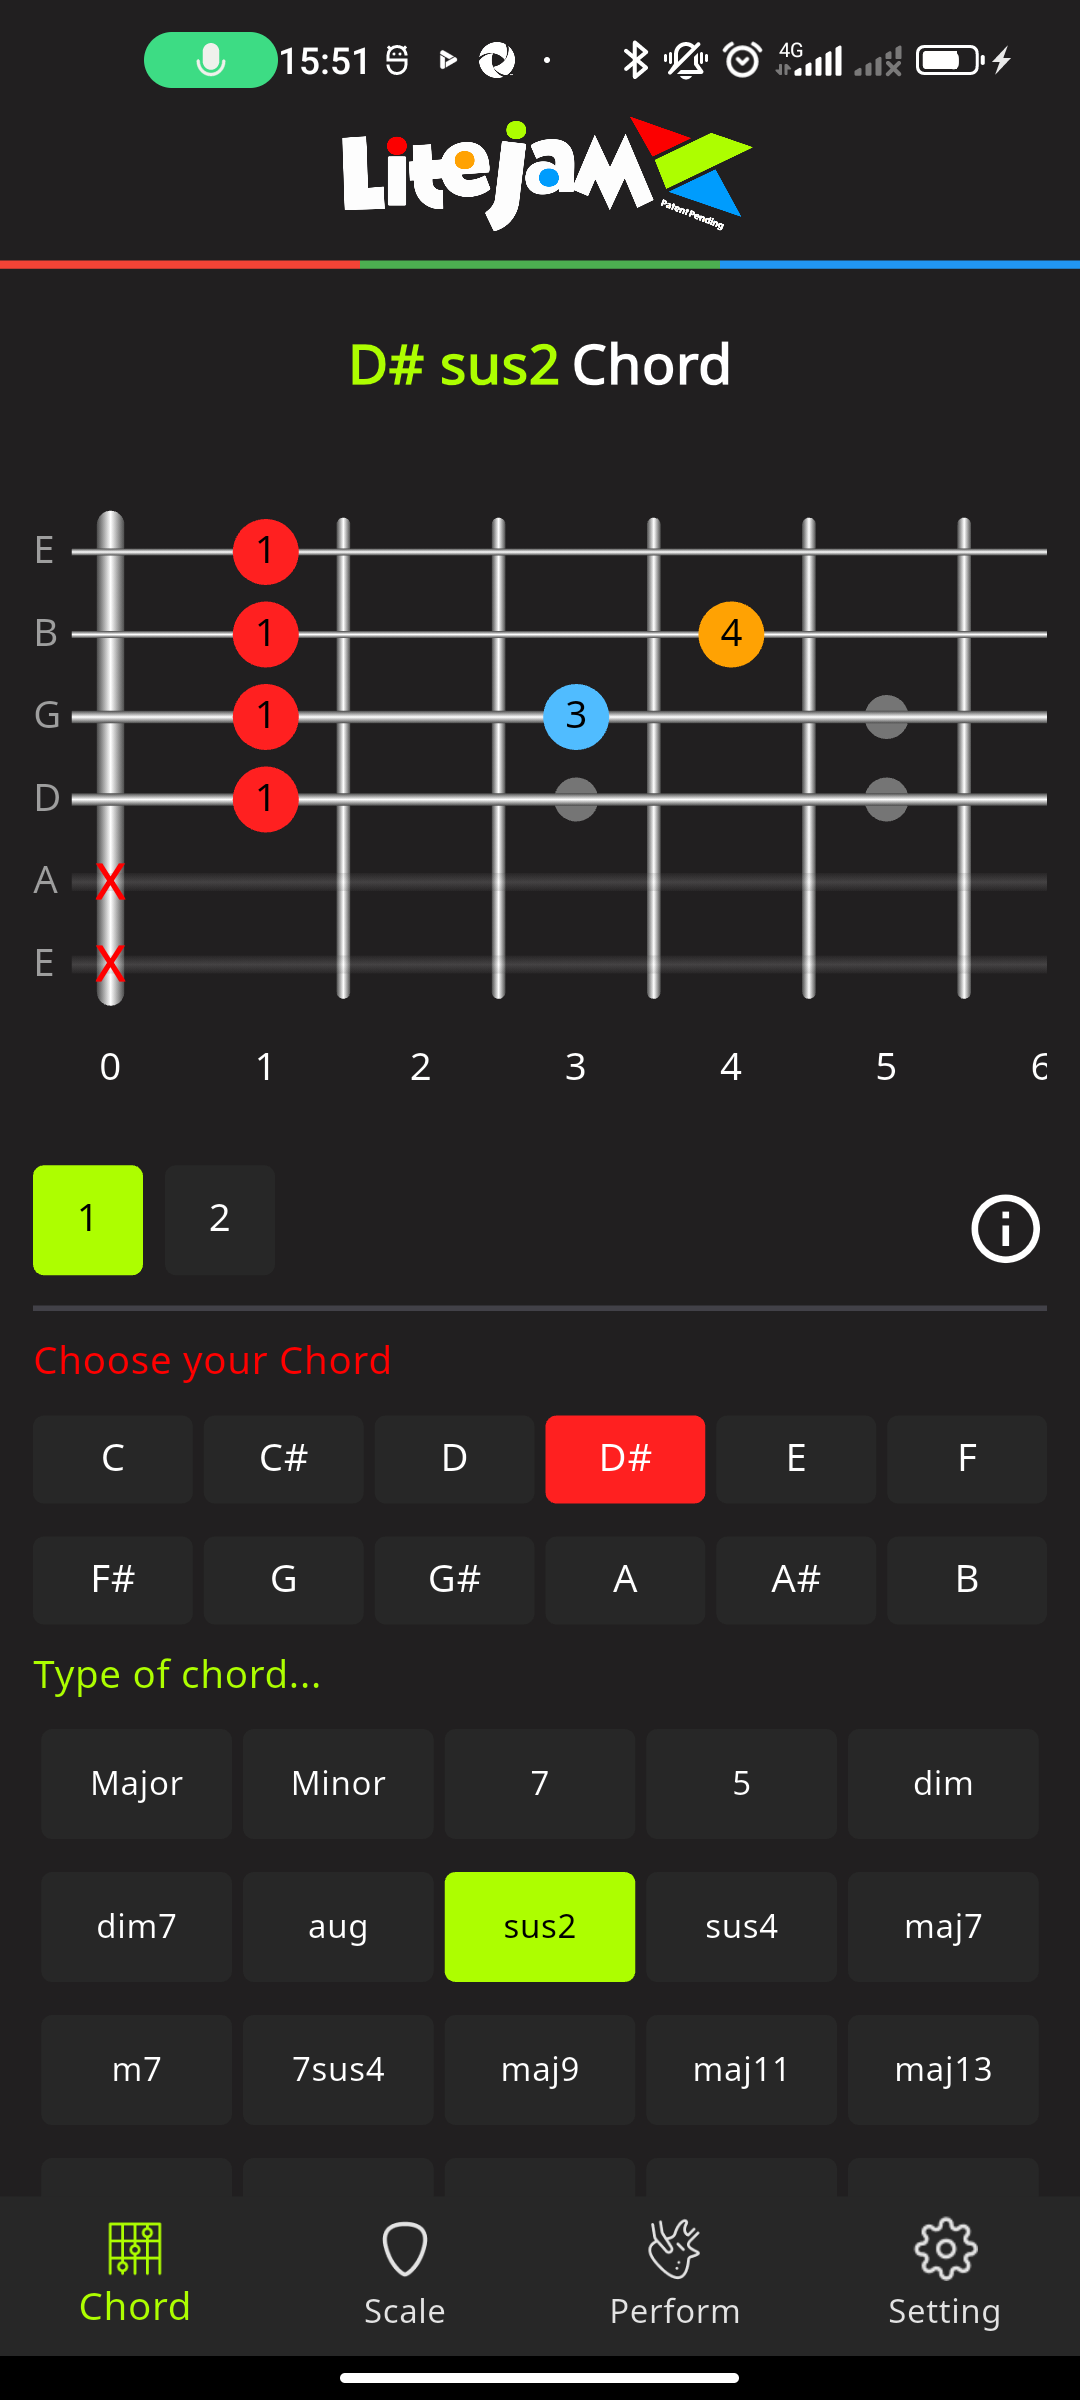 15:51 4G
Litejam
Patent Pending
D# sus2 Chord
E 1
B 1 4
G 1 3
D 1
A X
E X
0 1 2 3 4 5 6
1 2
Choose your Chord
C C# D D# E F
F# G G# A A# B
Type of chord...
Major Minor 7 5 dim
dim7 aug sus2 sus4 maj7
m7 7sus4 maj9 maj11 maj13
Chord Scale Perform Setting